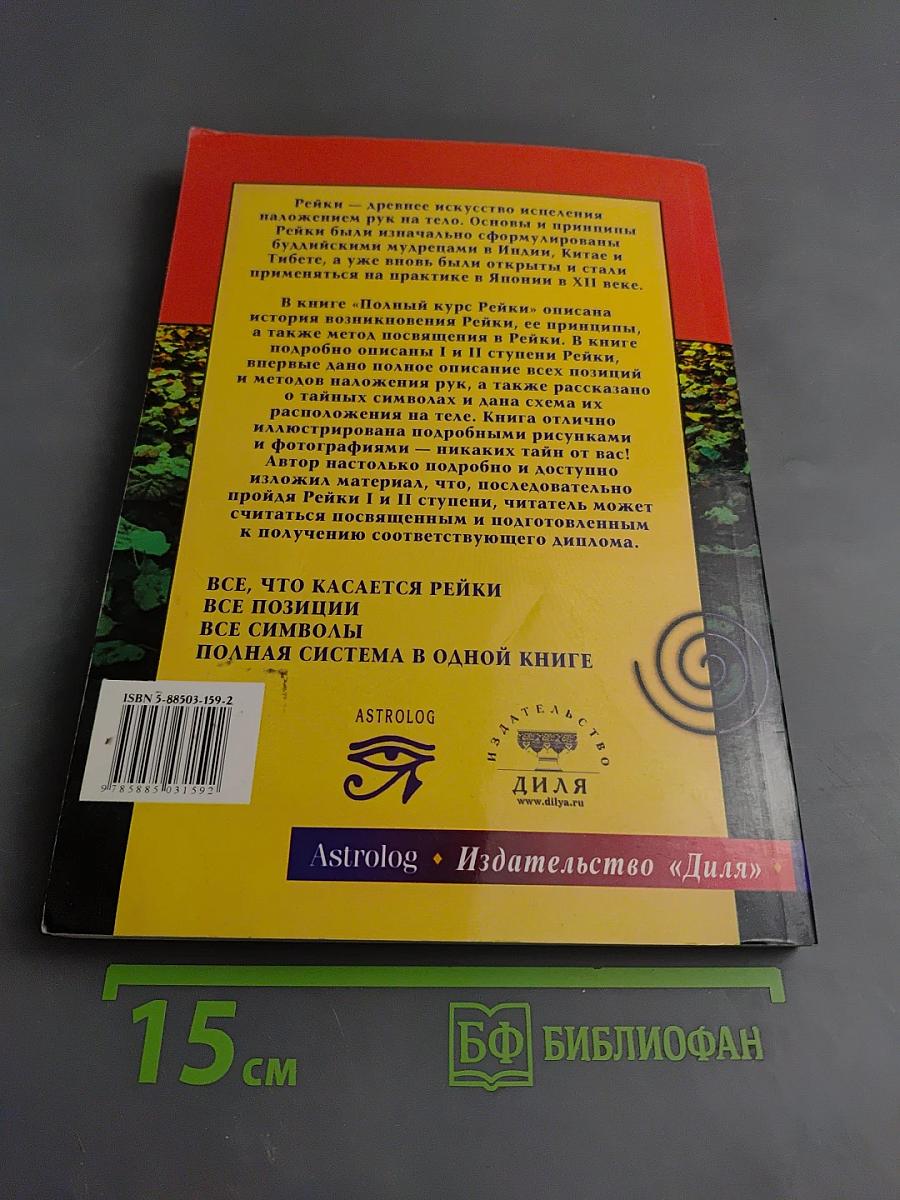 Рейки — древнее искусство исцеления
наложением рук на тело. Основы и принципы
Рейки были изначально сформулированы
буддийскими мудрецами в Индии, Китае и
Тибете, а уже вновь были открыты и стали
применяться на практике в Японии в XII веке.
В книге «Полный курс Рейки» описана
история возникновения Рейки, ее принципы,
а также метод посвящения в Рейки. В книге
подробно описаны I и II ступени Рейки,
впервые дано полное описание всех позиций
и методов наложения рук, а также рассказано
о тайных символах и дана схема их
расположения на теле. Книга отлично
иллюстрирована подробными рисунками
и фотографиями — никаких тайн от вас!
Автор настолько подробно и доступно
изложил материал, что, последовательно
пройдя Рейки I и II ступени, читатель может
считаться посвященным и подготовленным
к получению соответствующего диплома.
ВСЕ, ЧТО КАСАЕТСЯ РЕЙКИ
ВСЕ ПОЗИЦИИ
ВСЕ СИМВОЛЫ
ПОЛНАЯ СИСТЕМА В ОДНОЙ КНИГЕ
ISBN 5-88503-159-2
9 785885 031592
ASTROLOG
ИЗДАТЕЛЬСТВО
ДИЛЯ
www.dilya.ru
Astrolog • Издательство «Диля» •
15 см
БФ БИБЛИОФАН